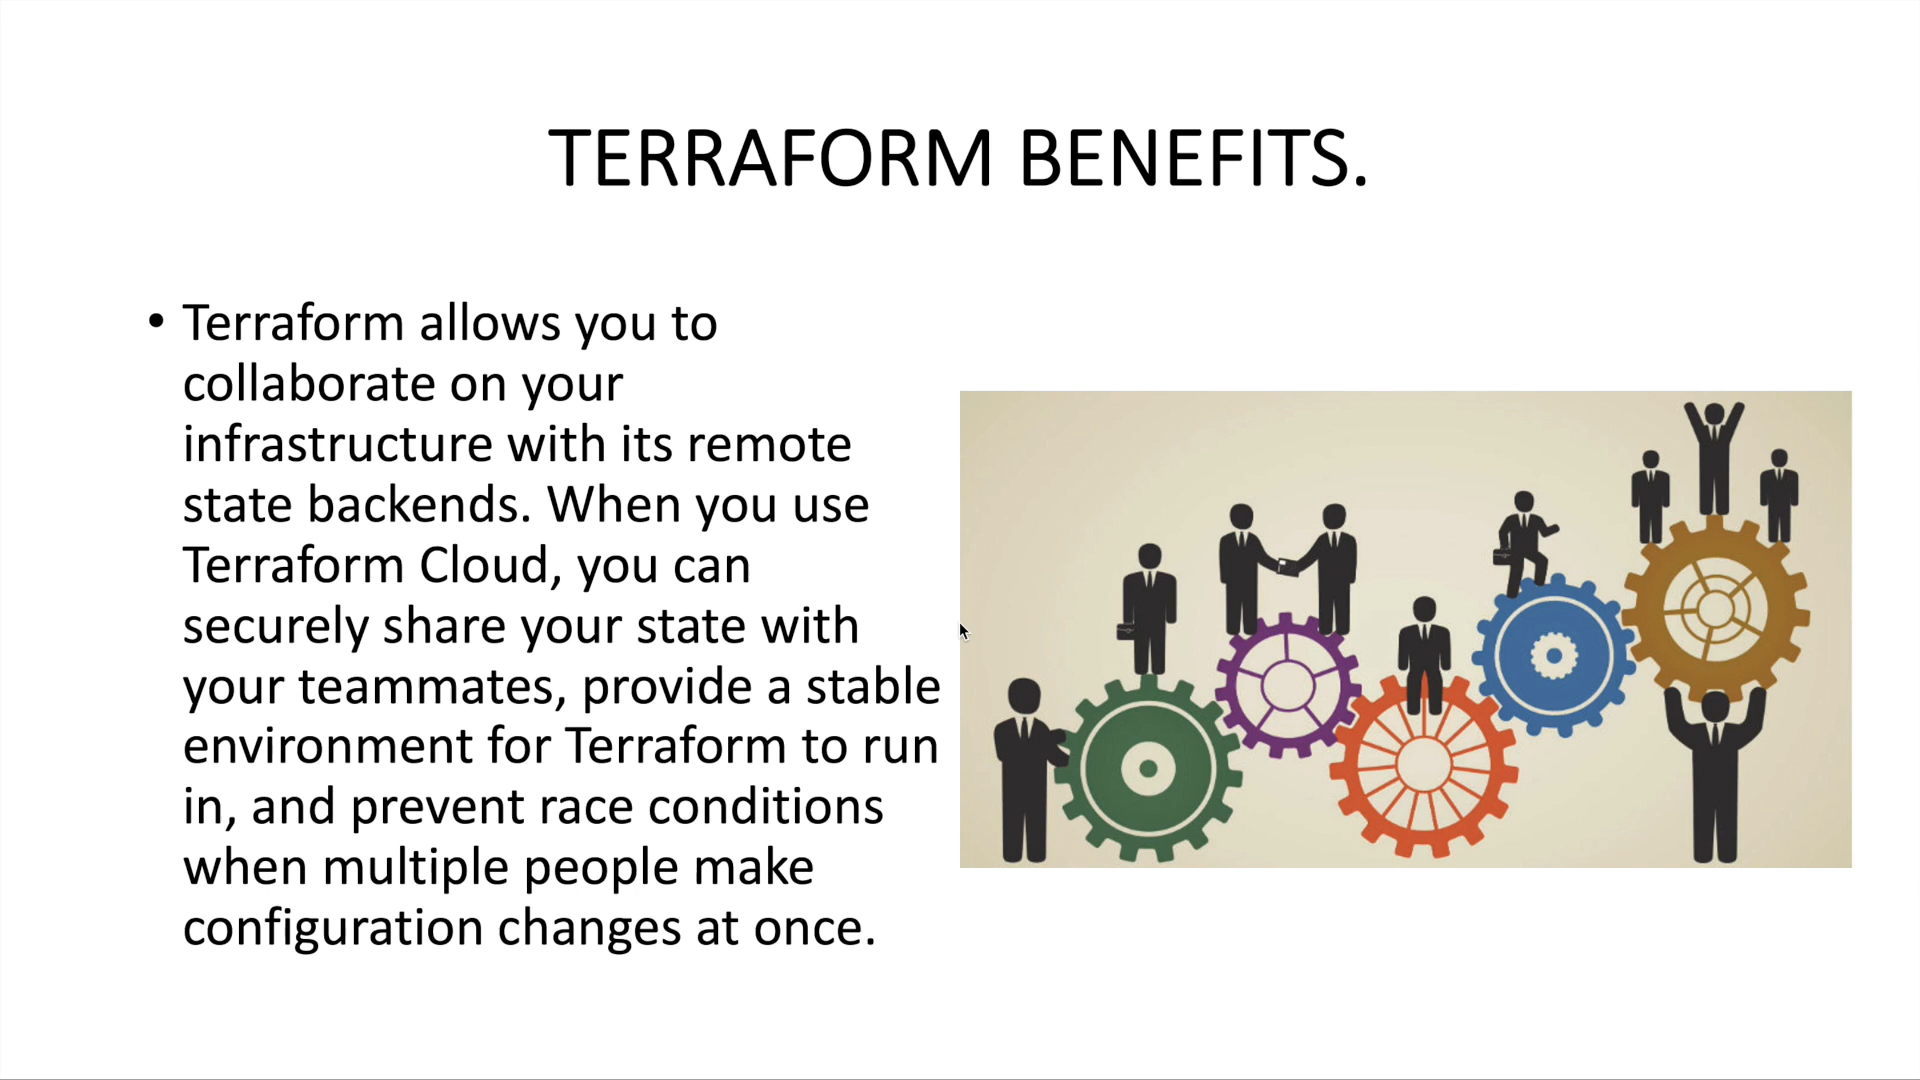 TERRAFORM BENEFITS.
• Terraform allows you to
collaborate on your
infrastructure with its remote
state backends. When you use
Terraform Cloud, you can
securely share your state with
your teammates, provide a stable
environment for Terraform to run
in, and prevent race conditions
when multiple people make
configuration changes at once.